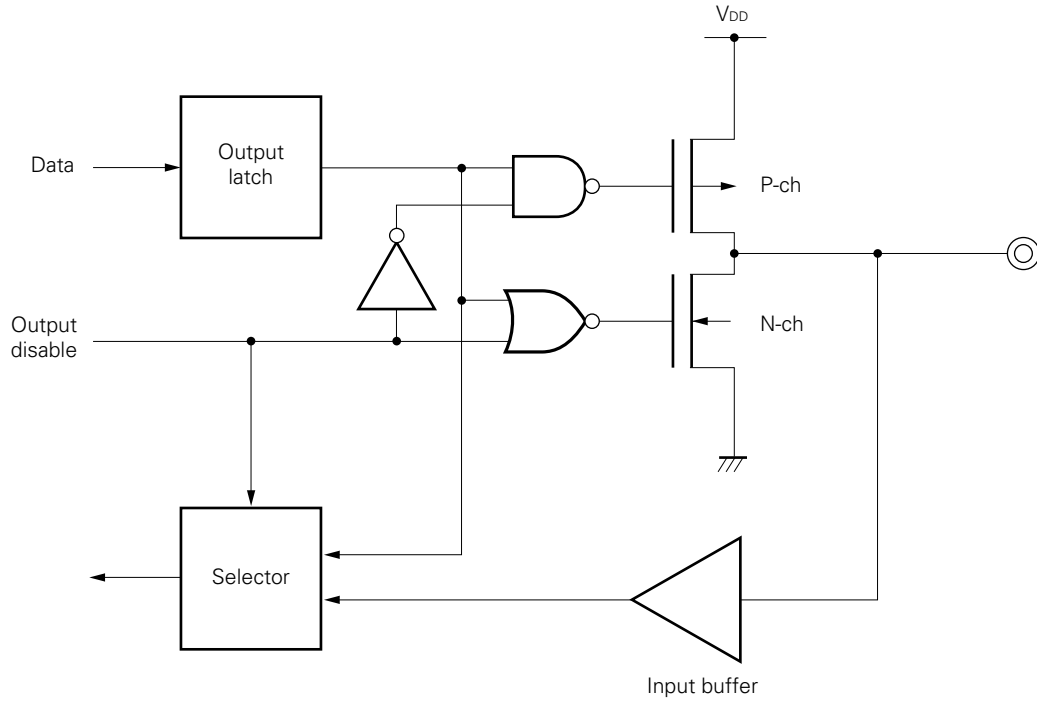 VDD
Data
Output
latch
P-ch
Output
disable
N-ch
Selector
Input buffer